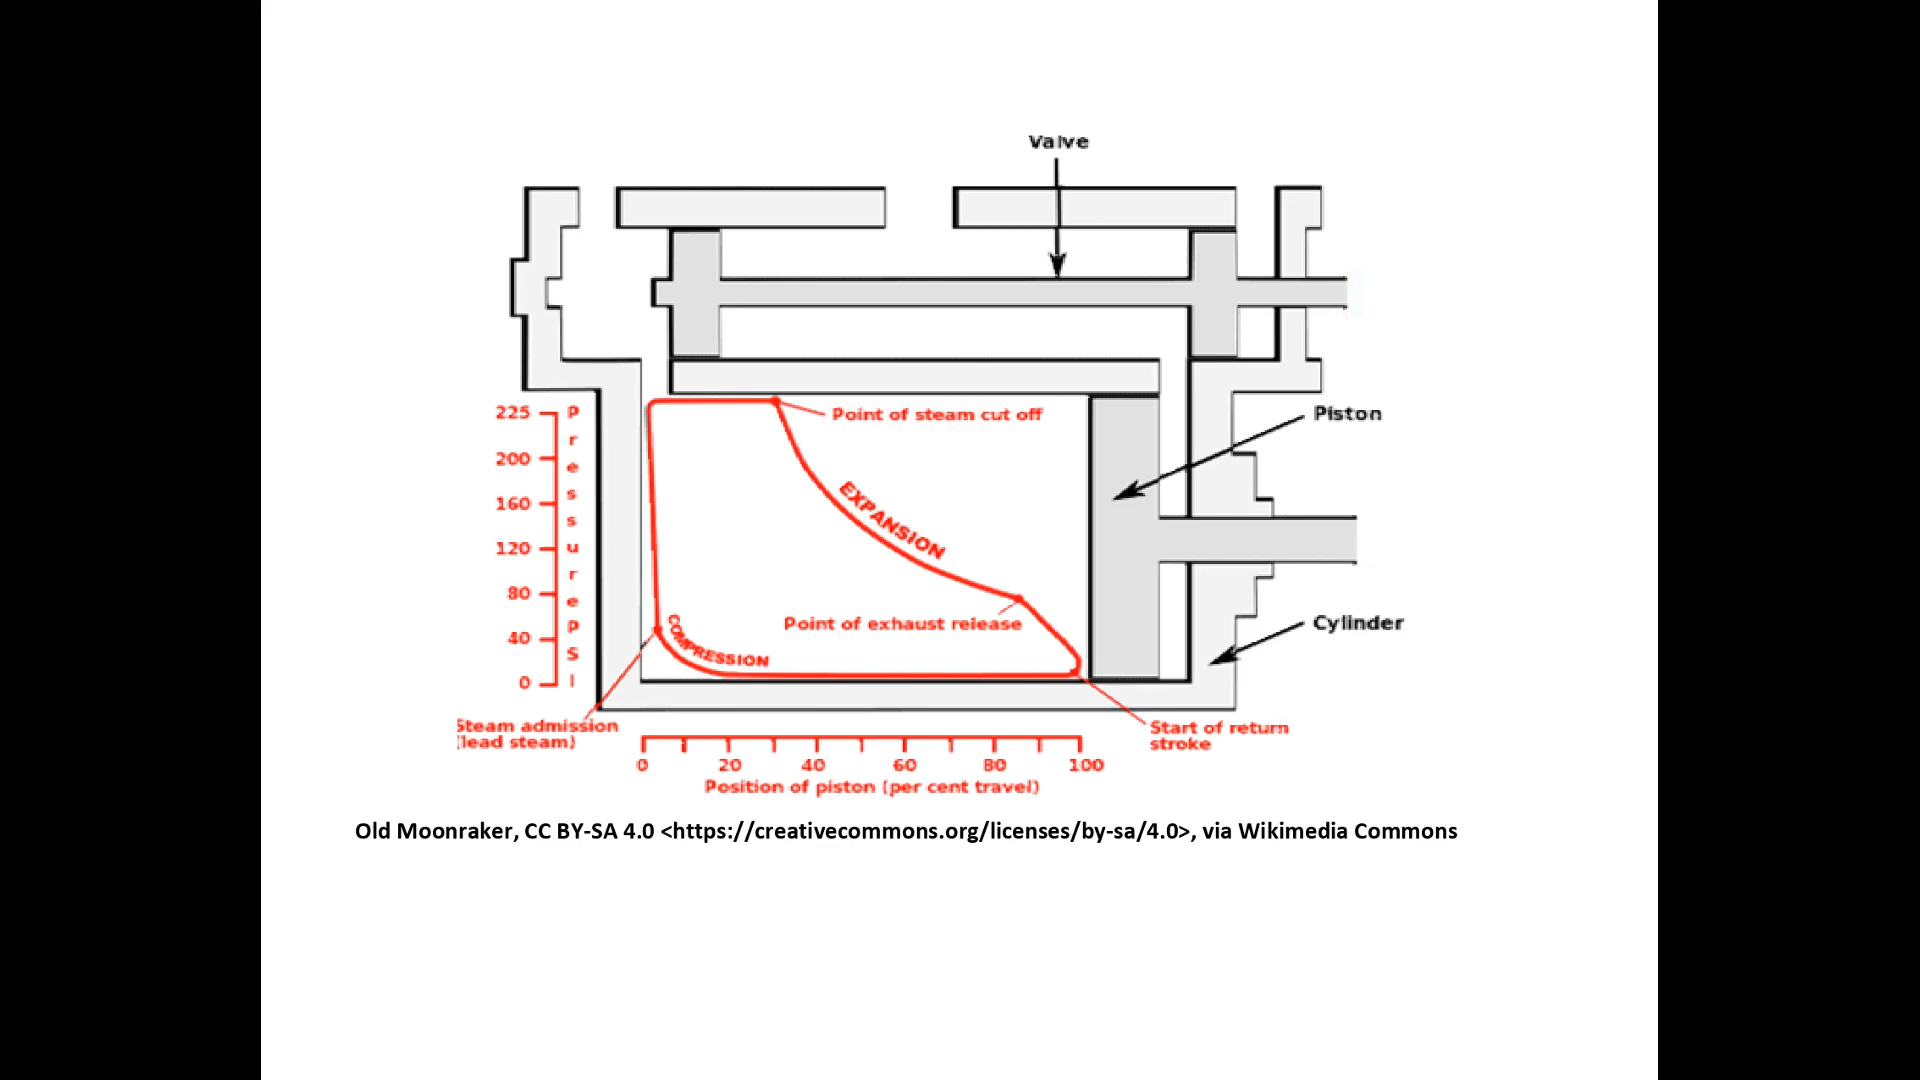 Valve
225
200
160
120
80
40
0
Pressure PSI
Point of steam cut off
EXPANSION
Point of exhaust release
COMPRESSION
Piston
Cylinder
Steam admission
(lead steam)
Start of return
stroke
0 20 40 60 80 100
Position of piston (per cent travel)
Old Moonraker, CC BY-SA 4.0 <https://creativecommons.org/licenses/by-sa/4.0>, via Wikimedia Commons